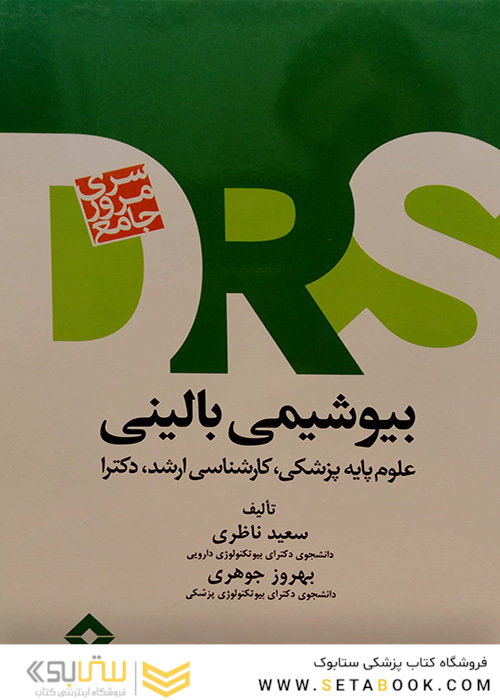 DRS
سری
مرور
جامع
بیوشیمی بالینی
علوم پایه پزشکی، کارشناسی ارشد، دکترا
تألیف
سعید ناظری
دانشجوی دکترای بیوتکنولوژی دارویی
بهروز جوهری
دانشجوی دکترای بیوتکنولوژی پزشکی
ستابوک
فروشگاه اینترنتی کتاب
فروشگاه کتاب پزشکی ستابوک
WWW.SETABOOK.COM